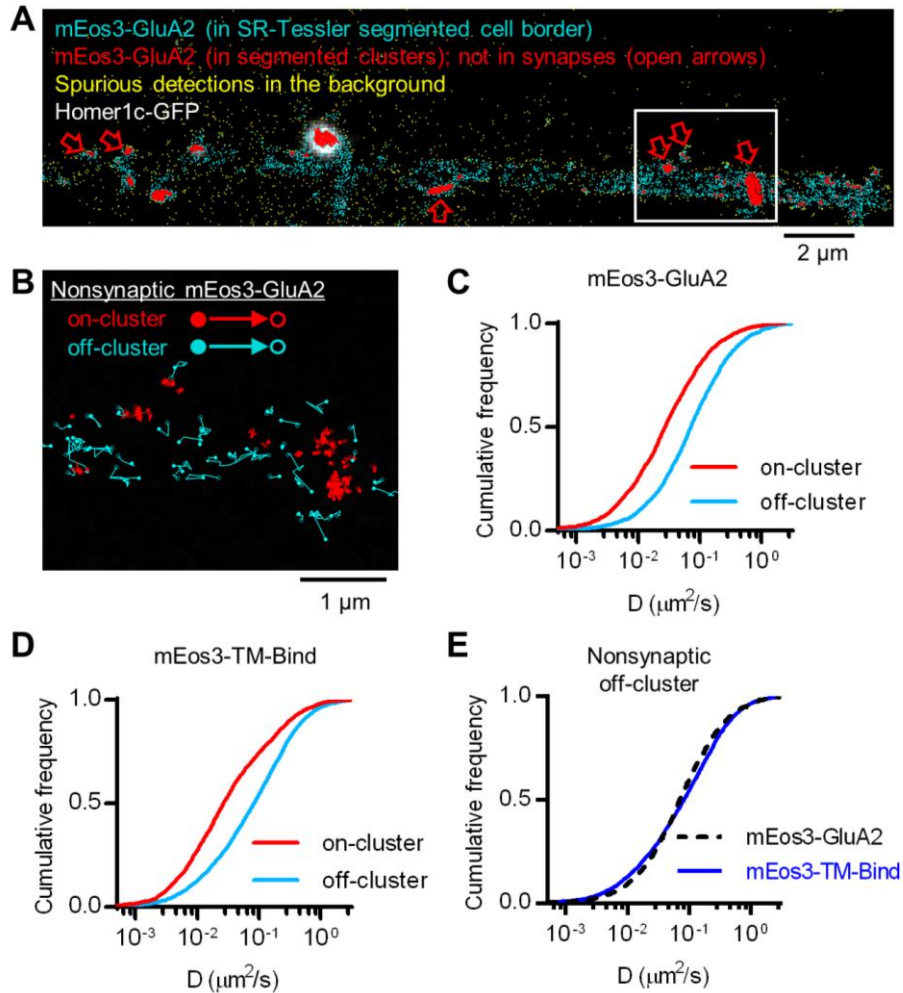 A
mEos3-GluA2 (in SR-Tessler segmented cell border)
mEos3-GluA2 (in segmented clusters); not in synapses (open arrows)
Spurious detections in the background
Homer1c-GFP
2 µm
B
Nonsynaptic mEos3-GluA2
on-cluster
off-cluster
1 µm
C
mEos3-GluA2
Cumulative frequency
1.0
0.5
0.0
on-cluster
off-cluster
10⁻³ 10⁻² 10⁻¹ 10⁰
D (µm²/s)
D
mEos3-TM-Bind
Cumulative frequency
1.0
0.5
0.0
on-cluster
off-cluster
10⁻³ 10⁻² 10⁻¹ 10⁰
D (µm²/s)
E
Nonsynaptic
off-cluster
Cumulative frequency
1.0
0.5
0.0
mEos3-GluA2
mEos3-TM-Bind
10⁻³ 10⁻² 10⁻¹ 10⁰
D (µm²/s)